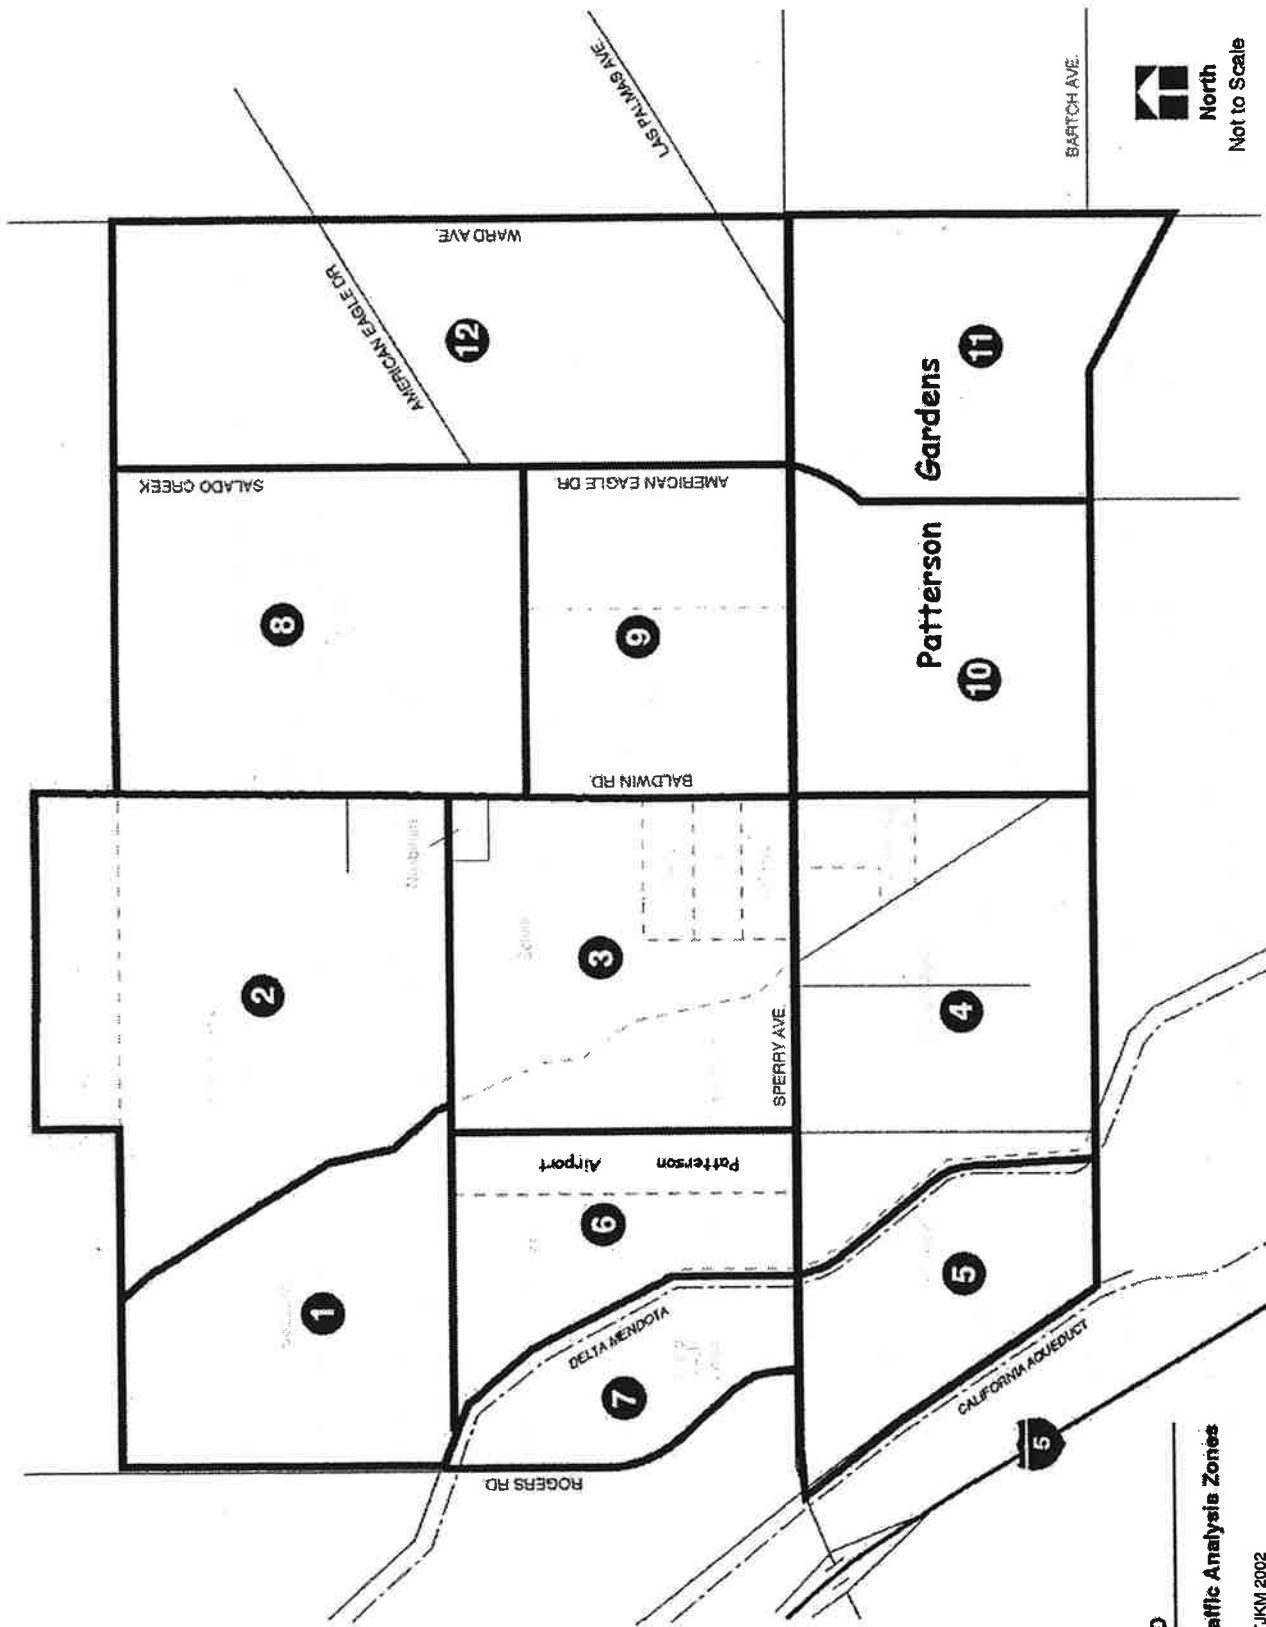 AMERICAN EAGLE DR.
LAS PALMAS AVE.
WARD AVE.
BARTCH AVE.
North
Not to Scale
12
11
SALADO CREEK
AMERICAN EAGLE DR.
Patterson Gardens
8
9
10
BALDWIN RD.
2
3
4
SPERRY AVE.
Patterson
Airport
1
6
5
7
DELTA MENDOTA
CALIFORNIA AQUEDUCT
ROGERS RD.
5
Traffic Analysis Zones
TJKM 2002